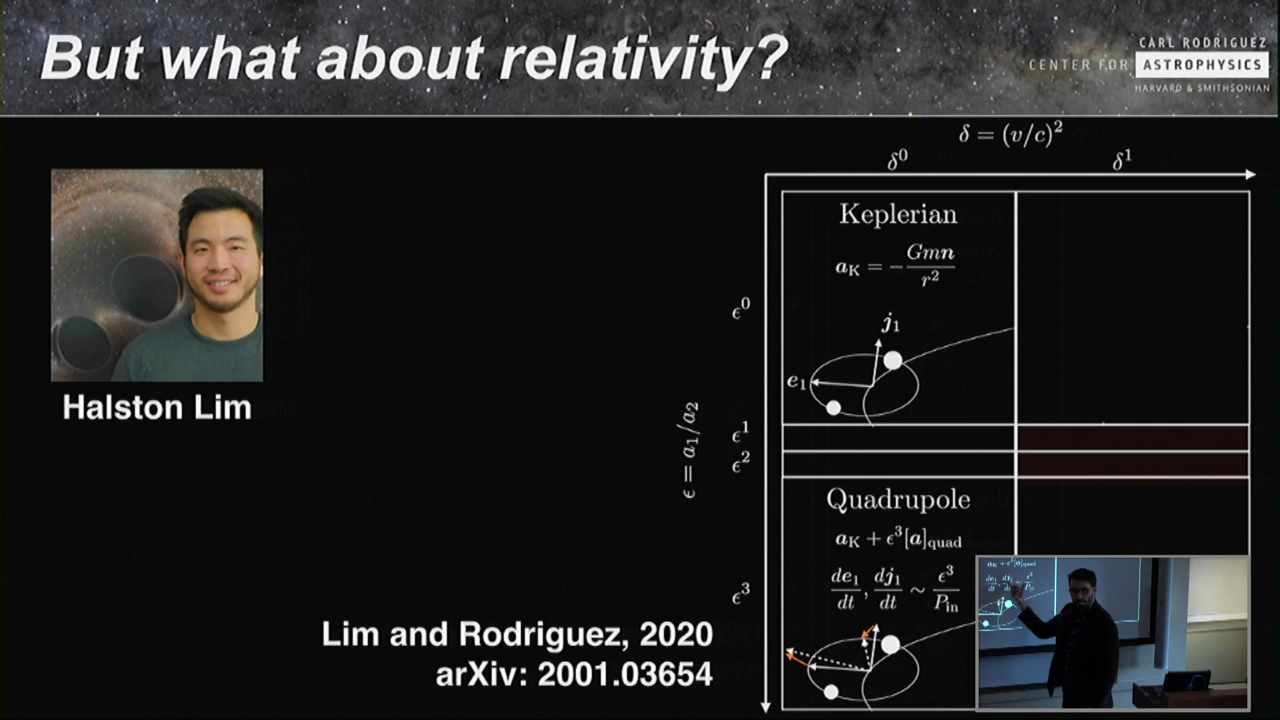 But what about relativity?
CARL RODRIGUEZ
CENTER FOR ASTROPHYSICS
HARVARD & SMITHSONIAN
δ = (v/c)²
δ⁰ δ¹
Keplerian
a_K = −Gmn/r²
ϵ⁰
j₁
e₁
Halston Lim
ϵ = a₁/a₂
ϵ¹
ϵ²
Quadrupole
a_K + ϵ³[a]_quad
de₁/dt, dj₁/dt ~ ϵ³/P_in
ϵ³
Lim and Rodriguez, 2020
arXiv: 2001.03654